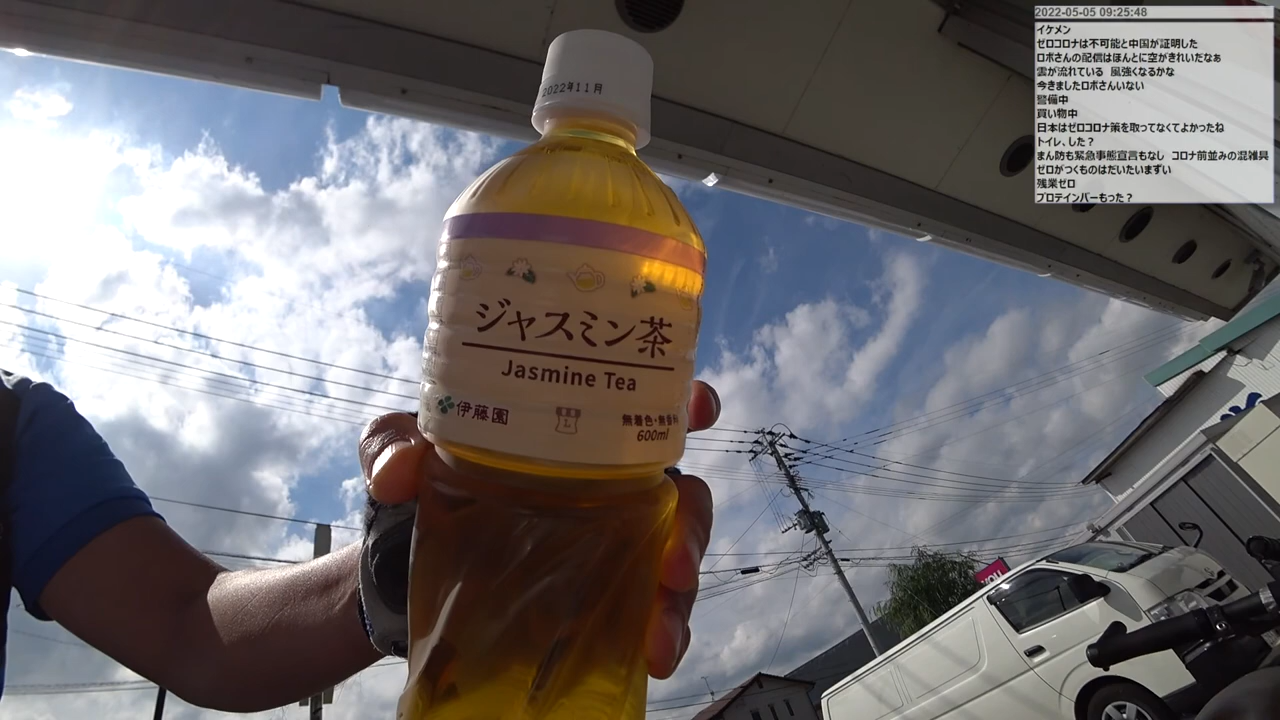 2022-05-05 09:25:48
イケメン
ゼロコロナは不可能と中国が証明した
ロボさんの配信はほんとに空がきれいだなぁ
雲が流れている　風強くなるかな
今きましたロボさんいない
警備中
買い物中
日本はゼロコロナ策を取ってなくてよかったね
トイレ、した？
まん防も緊急事態宣言もなし　コロナ前並みの混雑具
ゼロがつくものはだいたいまずい
残業ゼロ
プロテインバーもった？
2022年11月
ジャスミン茶
Jasmine Tea
伊藤園
L
無着色・無香料
600ml
YOU